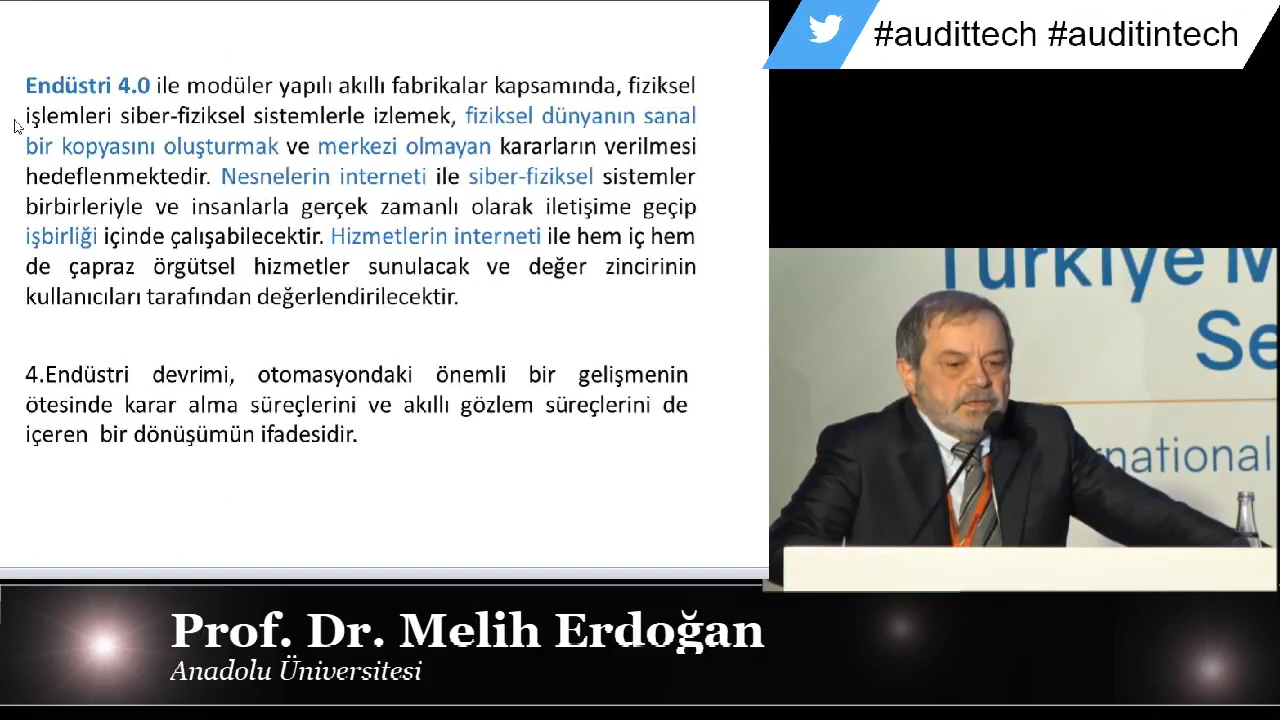 #audittech #auditintech
Endüstri 4.0 ile modüler yapılı akıllı fabrikalar kapsamında, fiziksel
işlemleri siber-fiziksel sistemlerle izlemek, fiziksel dünyanın sanal
bir kopyasını oluşturmak ve merkezi olmayan kararların verilmesi
hedeflenmektedir. Nesnelerin interneti ile siber-fiziksel sistemler
birbirleriyle ve insanlarla gerçek zamanlı olarak iletişime geçip
işbirliği içinde çalışabilecektir. Hizmetlerin interneti ile hem iç hem
de çapraz örgütsel hizmetler sunulacak ve değer zincirinin
kullanıcıları tarafından değerlendirilecektir.
4.Endüstri devrimi, otomasyondaki önemli bir gelişmenin
ötesinde karar alma süreçlerini ve akıllı gözlem süreçlerini de
içeren bir dönüşümün ifadesidir.
Türkiye M
Se
rnational
Prof. Dr. Melih Erdoğan
Anadolu Üniversitesi